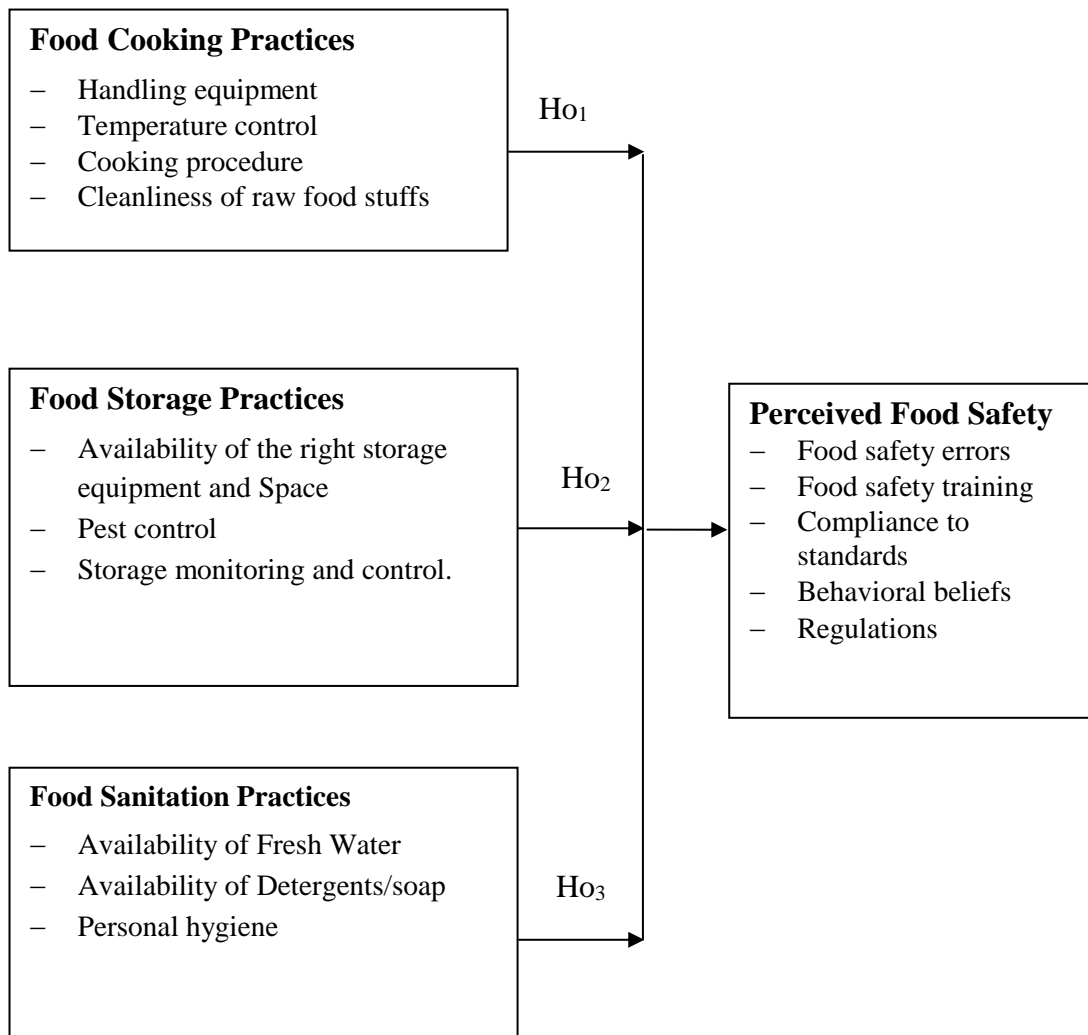 Food Cooking Practices
– Handling equipment
– Temperature control
– Cooking procedure
– Cleanliness of raw food stuffs
Ho1
Food Storage Practices
– Availability of the right storage
equipment and Space
– Pest control
– Storage monitoring and control.
Ho2
Perceived Food Safety
– Food safety errors
– Food safety training
– Compliance to
standards
– Behavioral beliefs
– Regulations
Food Sanitation Practices
– Availability of Fresh Water
– Availability of Detergents/soap
– Personal hygiene
Ho3